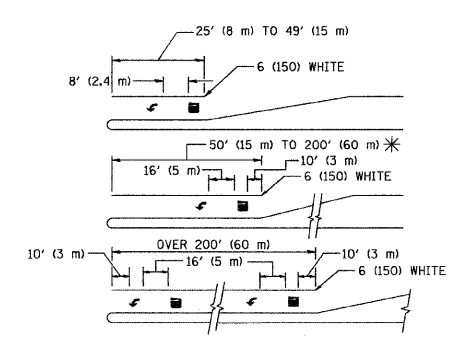 25' (8 m) TO 49' (15 m)
6 (150) WHITE
8' (2.4 m)
50' (15 m) TO 200' (60 m) ✳
16' (5 m)
10' (3 m)
6 (150) WHITE
OVER 200' (60 m)
10' (3 m)
16' (5 m)
10' (3 m)
6 (150) WHITE